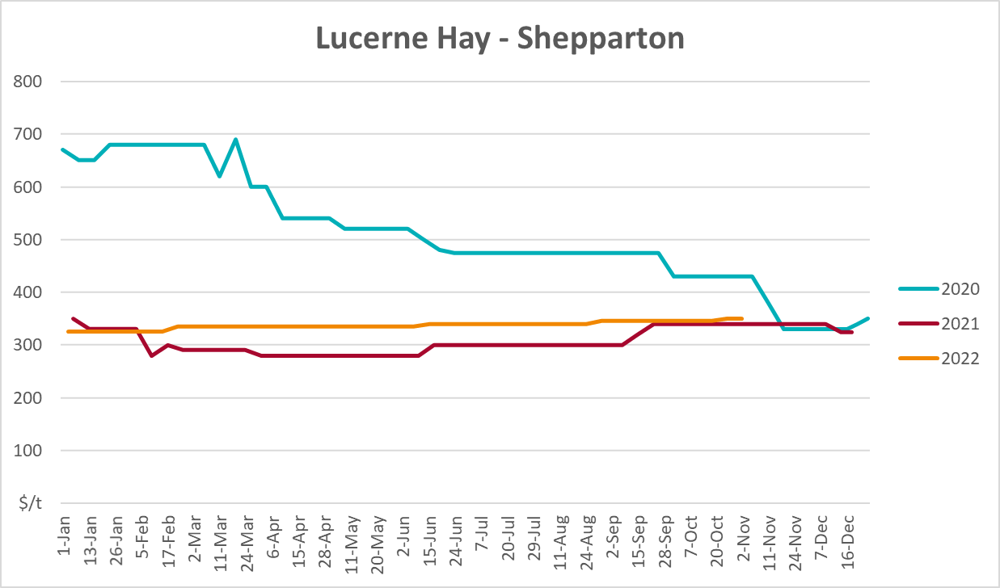 Lucerne Hay - Shepparton
800
700
600
500
400
300
200
100
$/t
1-Jan
13-Jan
26-Jan
5-Feb
17-Feb
2-Mar
11-Mar
24-Mar
6-Apr
15-Apr
28-Apr
11-May
20-May
2-Jun
15-Jun
24-Jun
7-Jul
20-Jul
29-Jul
11-Aug
24-Aug
2-Sep
15-Sep
28-Sep
7-Oct
20-Oct
2-Nov
11-Nov
24-Nov
7-Dec
16-Dec
2020
2021
2022